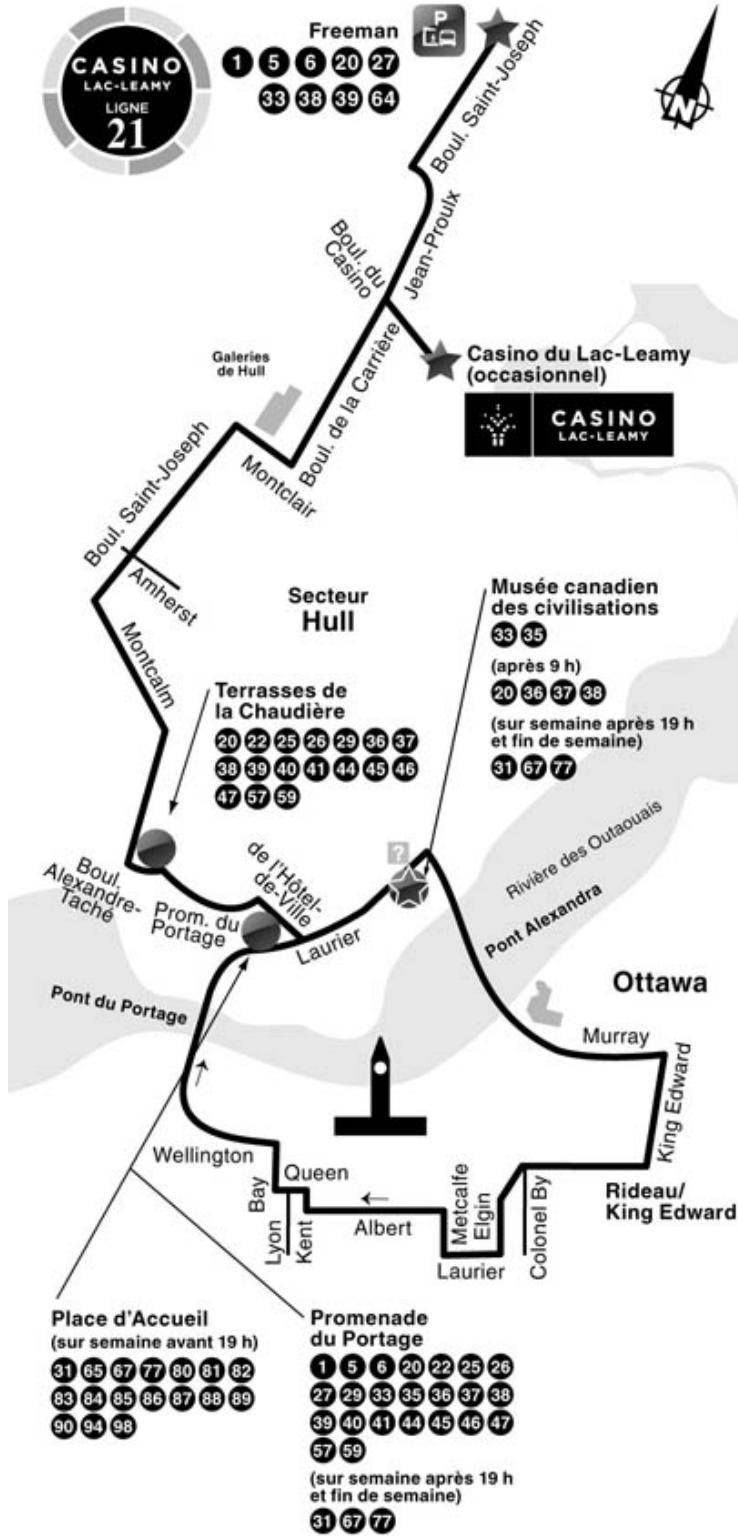 CASINO
LAC-LEAMY
LIGNE
21
Freeman
1 5 6 20 27
33 38 39 64
P
Boul. Saint-Joseph
N
Jean-Proulx
Boul. du
Casino
Casino du Lac-Leamy
(occasionnel)
CASINO
LAC-LEAMY
Galeries
de Hull
Boul. de la Carrière
Montclair
Boul. Saint-Joseph
Amherst
Montcalm
Secteur
Hull
Musée canadien
des civilisations
33 35
(après 9 h)
20 36 37 38
(sur semaine après 19 h
et fin de semaine)
31 67 77
Terrasses de
la Chaudière
20 22 25 26 29 36 37
38 39 40 41 44 45 46
47 57 59
?
de l'Hôtel-
de-Ville
Boul.
Alexandre-
Taché
Prom. du
Portage
Laurier
Rivière des Outaouais
Pont Alexandra
Pont du Portage
Ottawa
Murray
King Edward
Rideau/
King Edward
Wellington
Bay
Queen
Lyon
Kent
Albert
Metcalfe
Elgin
Laurier
Colonel By
Place d'Accueil
(sur semaine avant 19 h)
31 65 67 77 80 81 82
83 84 85 86 87 88 89
90 94 98
Promenade
du Portage
1 5 6 20 22 25 26
27 29 33 35 36 37 38
39 40 41 44 45 46 47
57 59
(sur semaine après 19 h
et fin de semaine)
31 67 77